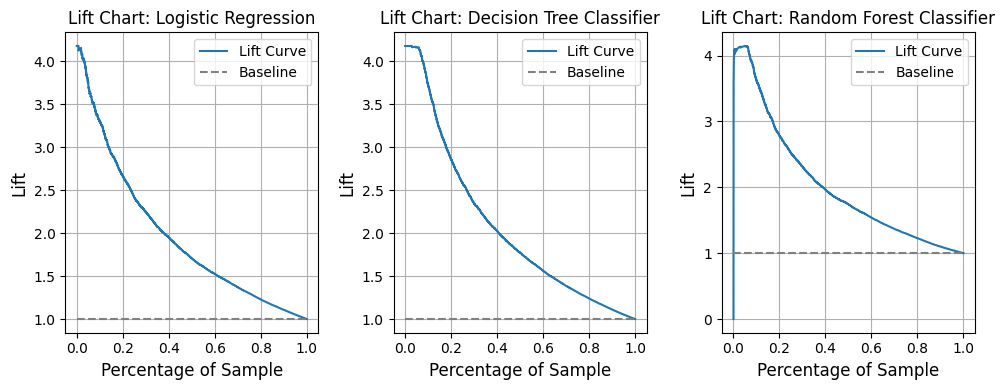 Lift Chart: Logistic Regression
Lift Curve
Baseline
4.0
3.5
3.0
2.5
2.0
1.5
1.0
Lift
0.0 0.2 0.4 0.6 0.8 1.0
Percentage of Sample
Lift Chart: Decision Tree Classifier
Lift Curve
Baseline
4.0
3.5
3.0
2.5
2.0
1.5
1.0
Lift
0.0 0.2 0.4 0.6 0.8 1.0
Percentage of Sample
Lift Chart: Random Forest Classifier
Lift Curve
Baseline
4
3
2
1
0
Lift
0.0 0.2 0.4 0.6 0.8 1.0
Percentage of Sample